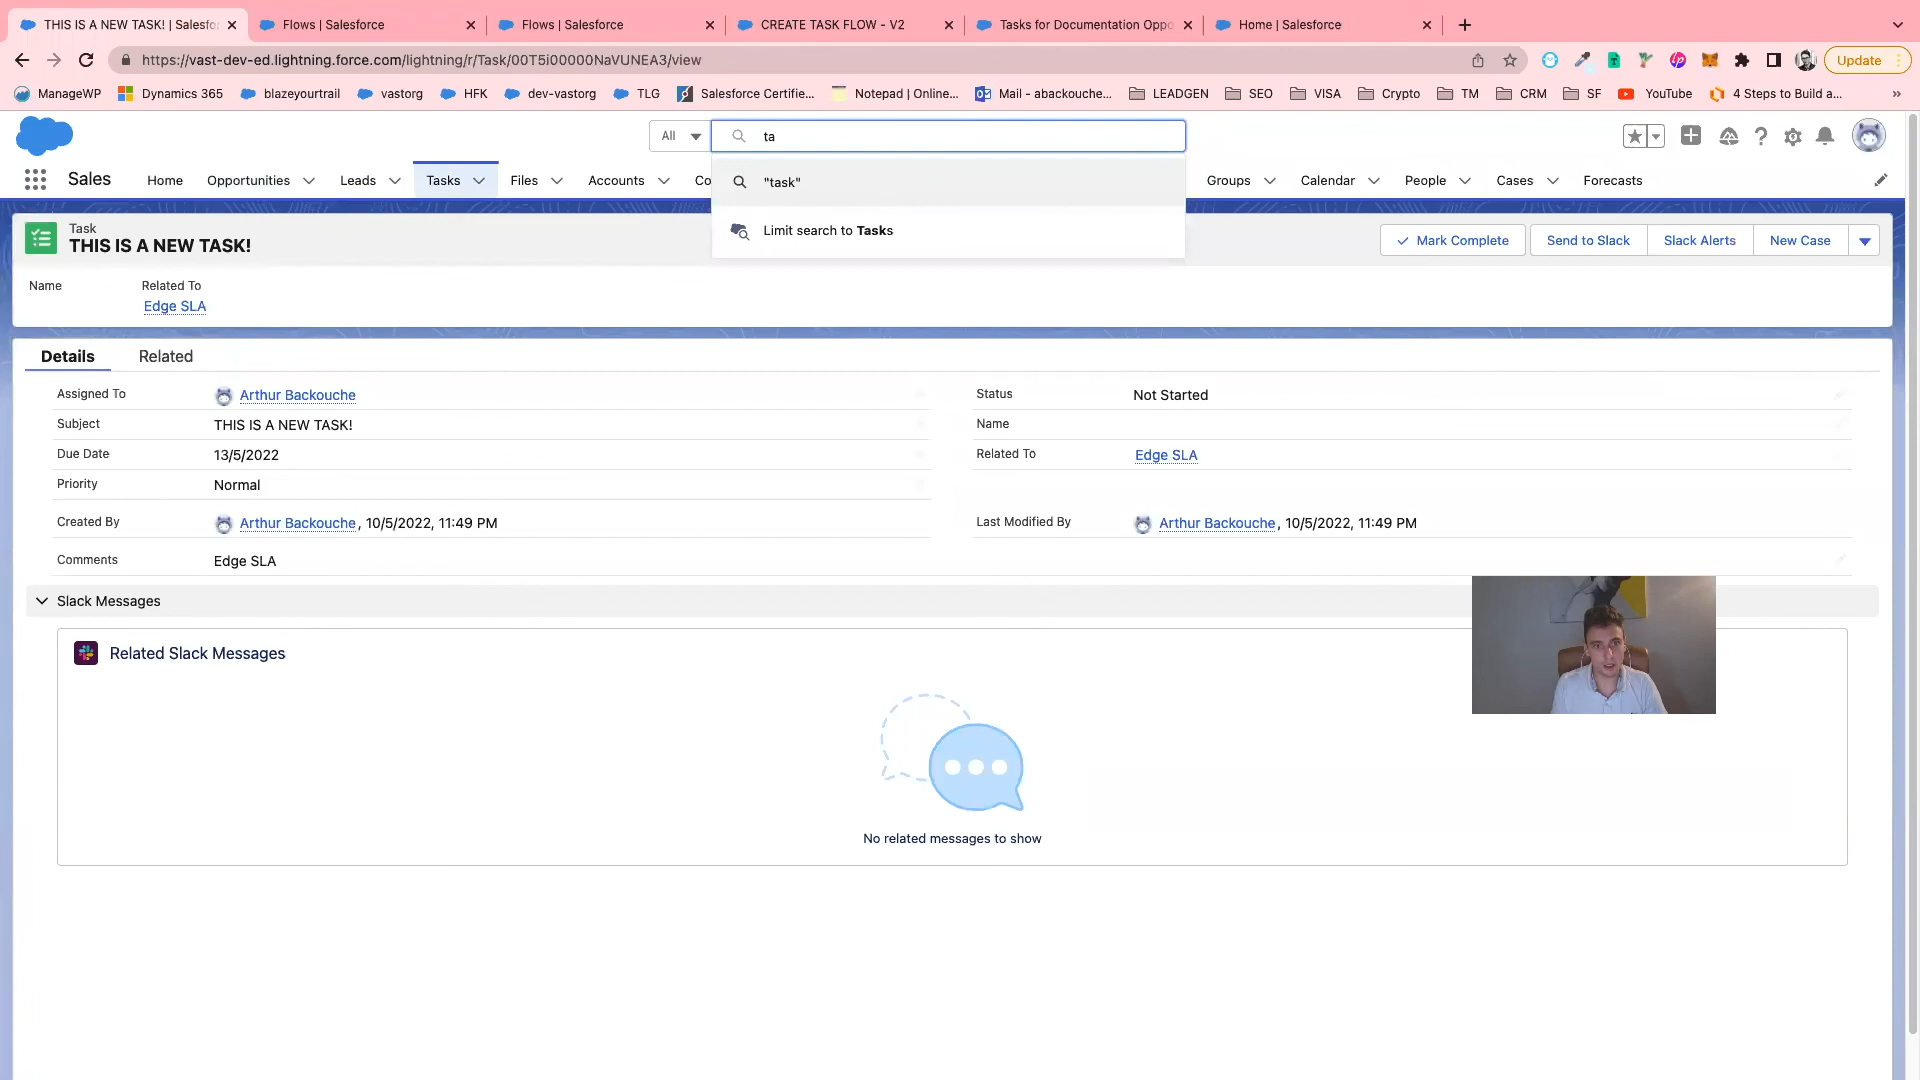 THIS IS A NEW TASK! | Salesfor
Flows | Salesforce
Flows | Salesforce
CREATE TASK FLOW - V2
Tasks for Documentation Oppo
Home | Salesforce
https://vast-dev-ed.lightning.force.com/lightning/r/Task/00T5i00000NaVUNEA3/view
Update
ManageWP
Dynamics 365
blazeyourtrail
vastorg
HFK
dev-vastorg
TLG
Salesforce Certifie...
Notepad | Online...
Mail - abackouche...
LEADGEN
SEO
VISA
Crypto
TM
CRM
SF
YouTube
4 Steps to Build a...
»
All
ta
Sales
Home
Opportunities
Leads
Tasks
Files
Accounts
Co
Groups
Calendar
People
Cases
Forecasts
"task"
Limit search to Tasks
Task
THIS IS A NEW TASK!
Mark Complete
Send to Slack
Slack Alerts
New Case
Name
Related To
Edge SLA
Details
Related
Assigned To
Arthur Backouche
Status
Not Started
Subject
THIS IS A NEW TASK!
Name
Due Date
13/5/2022
Related To
Edge SLA
Priority
Normal
Created By
Arthur Backouche, 10/5/2022, 11:49 PM
Last Modified By
Arthur Backouche, 10/5/2022, 11:49 PM
Comments
Edge SLA
Slack Messages
Related Slack Messages
No related messages to show